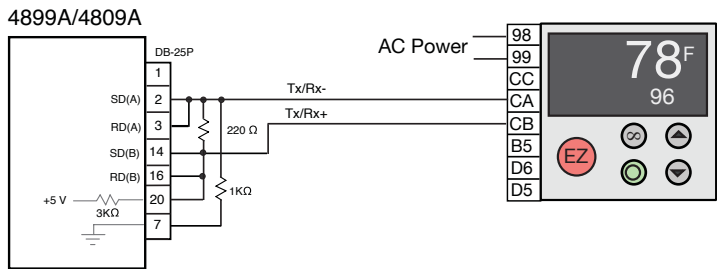 4899A/4809A
DB-25P
1
SD(A) 2
RD(A) 3
SD(B) 14
RD(B) 16
+5 V 3KΩ 20
7
Tx/Rx-
Tx/Rx+
220 Ω
1KΩ
AC Power
98
99
CC
CA
CB
B5
D6
D5
78F
96
EZ
∞